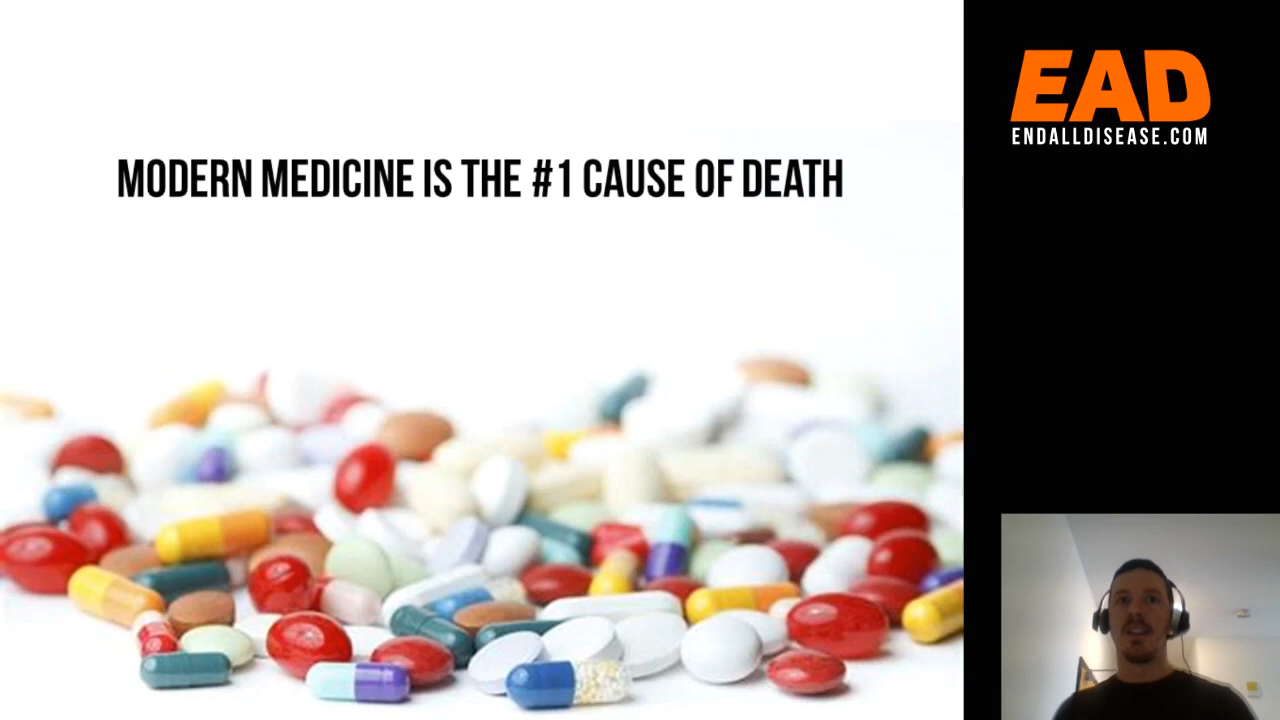 MODERN MEDICINE IS THE #1 CAUSE OF DEATH
EAD
ENDALLDISEASE.COM